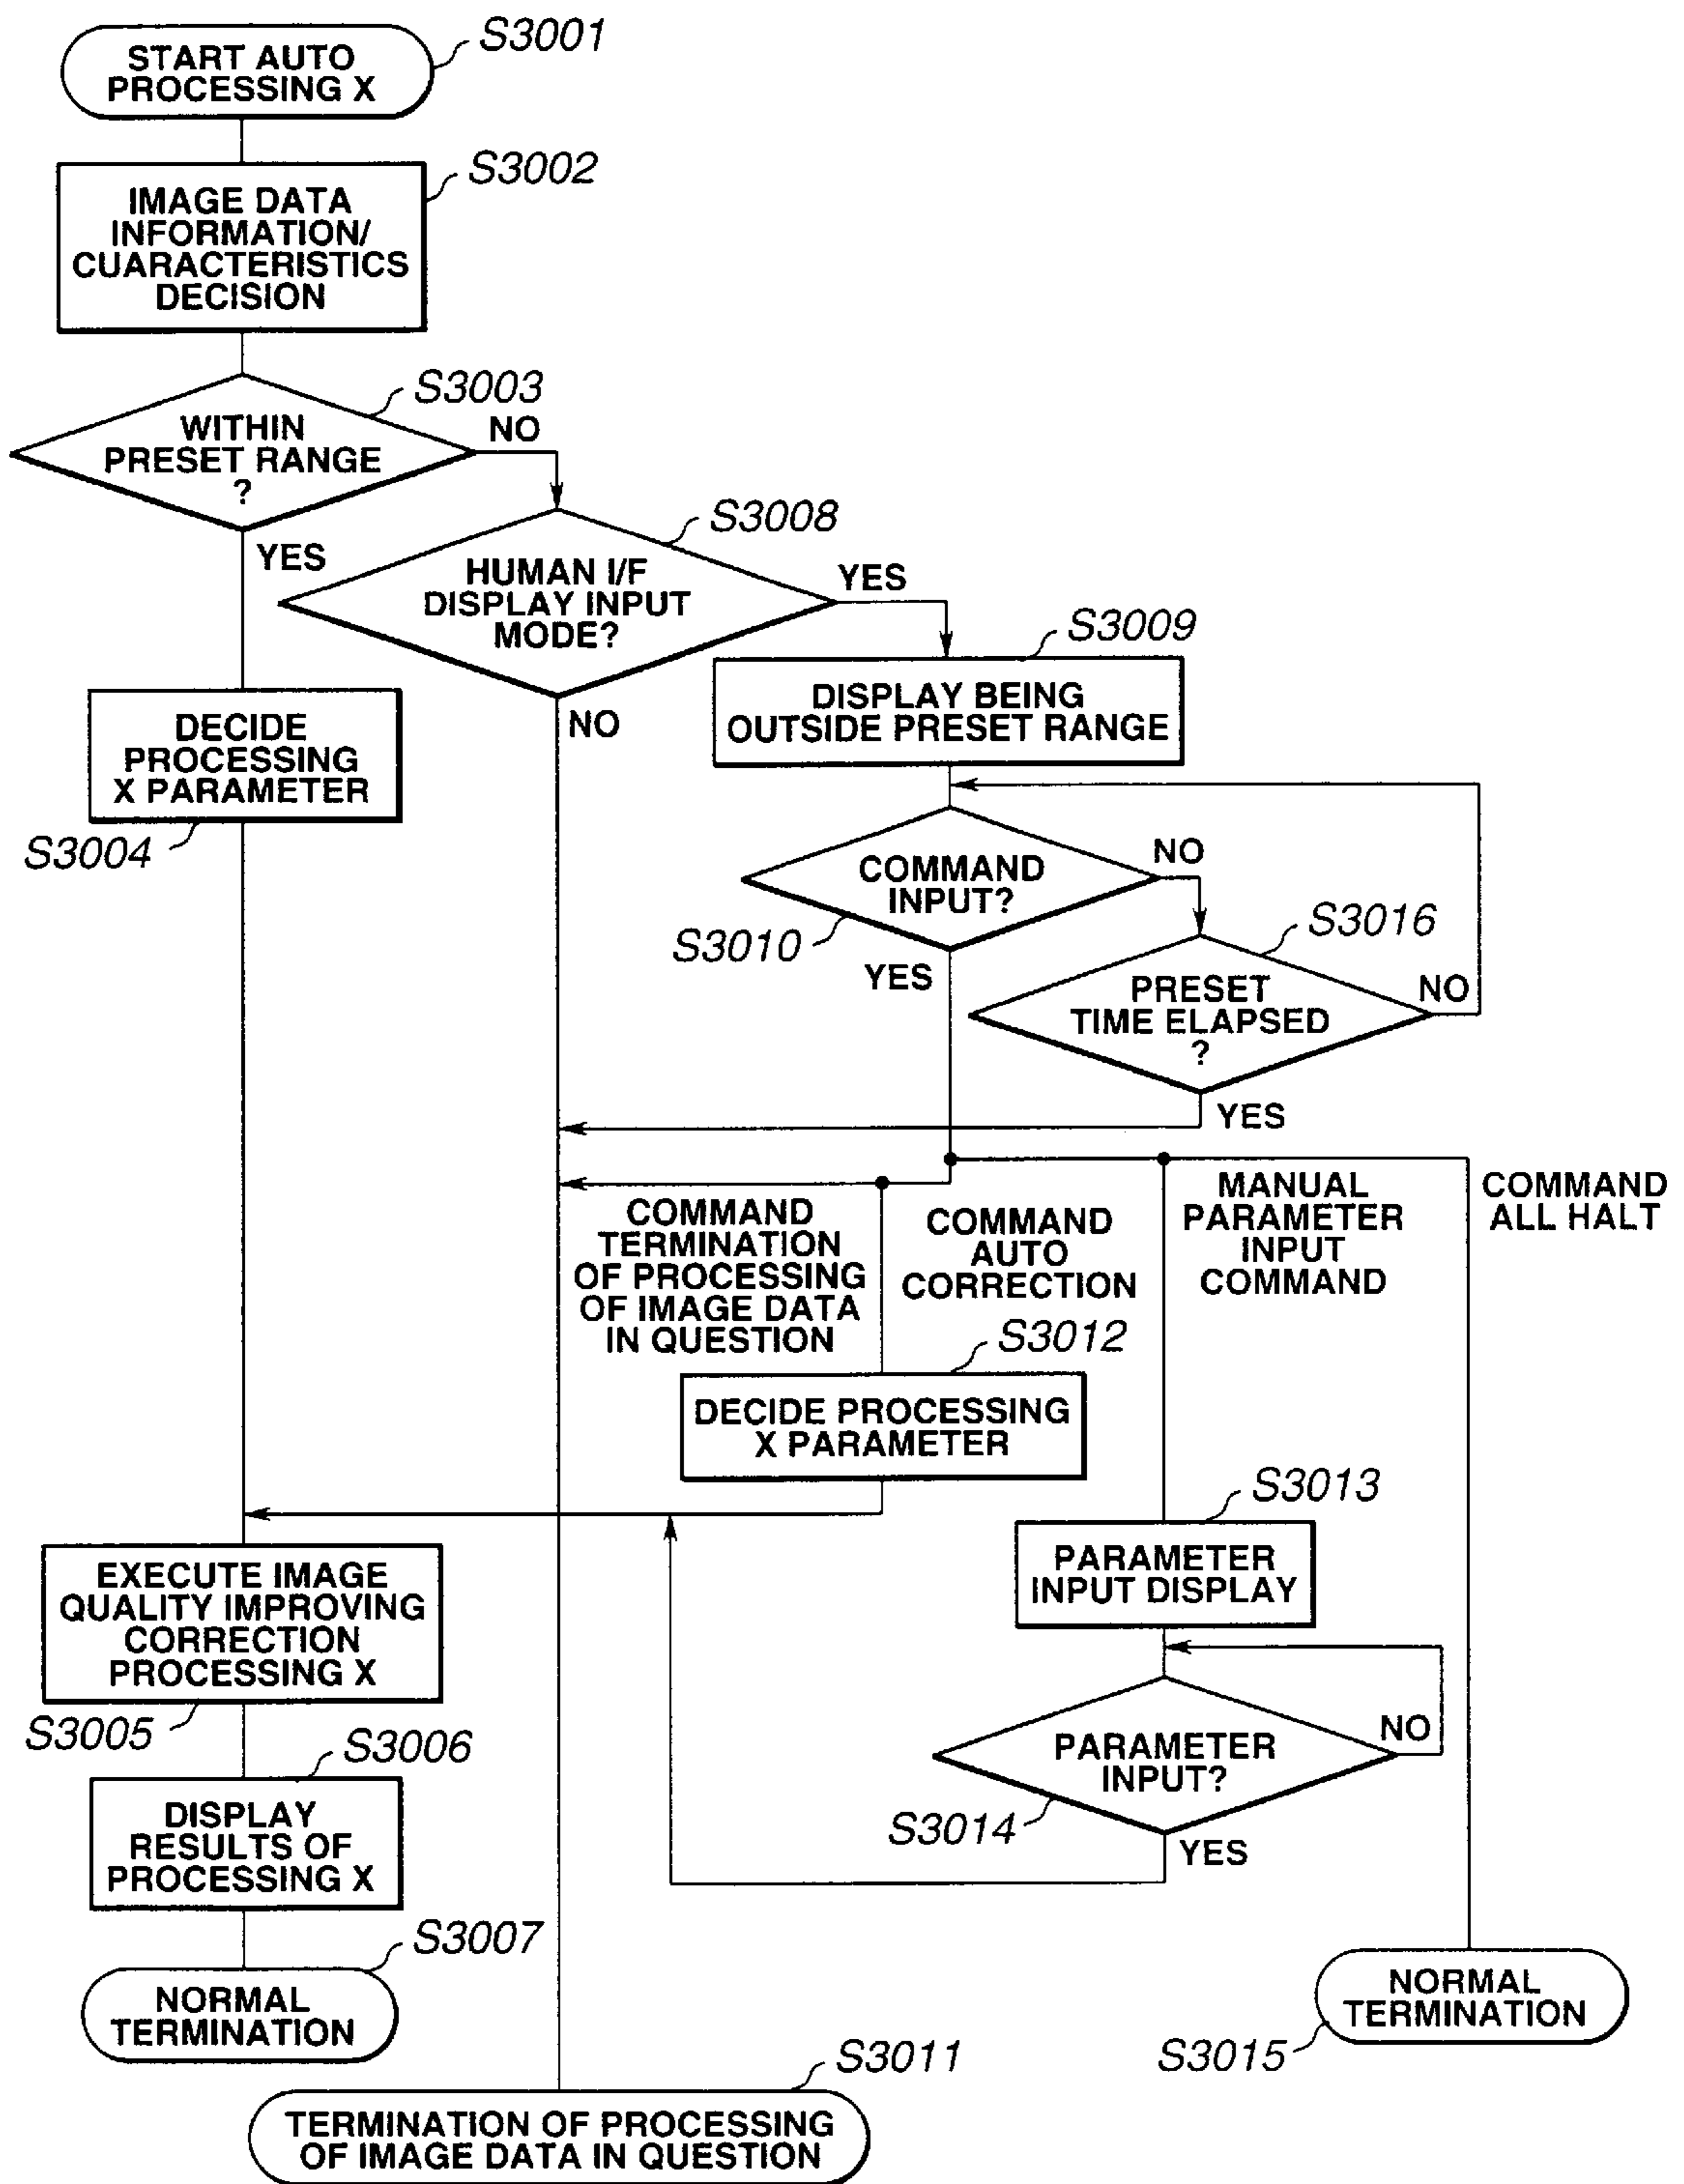 S3001
START AUTO
PROCESSING X
S3002
IMAGE DATA
INFORMATION/
CUARACTERISTICS
DECISION
S3003
WITHIN
PRESET RANGE
?
NO
YES
S3008
HUMAN I/F
DISPLAY INPUT
MODE?
YES
NO
S3009
DISPLAY BEING
OUTSIDE PRESET RANGE
DECIDE
PROCESSING
X PARAMETER
S3004
COMMAND
INPUT?
NO
S3010
YES
S3016
PRESET
TIME ELAPSED
?
NO
YES
COMMAND
TERMINATION
OF PROCESSING
OF IMAGE DATA
IN QUESTION
COMMAND
AUTO
CORRECTION
MANUAL
PARAMETER
INPUT
COMMAND
COMMAND
ALL HALT
S3012
DECIDE PROCESSING
X PARAMETER
S3013
PARAMETER
INPUT DISPLAY
EXECUTE IMAGE
QUALITY IMPROVING
CORRECTION
PROCESSING X
S3005
PARAMETER
INPUT?
NO
S3014
YES
S3006
DISPLAY
RESULTS OF
PROCESSING X
S3007
NORMAL
TERMINATION
NORMAL
TERMINATION
S3015
S3011
TERMINATION OF PROCESSING
OF IMAGE DATA IN QUESTION